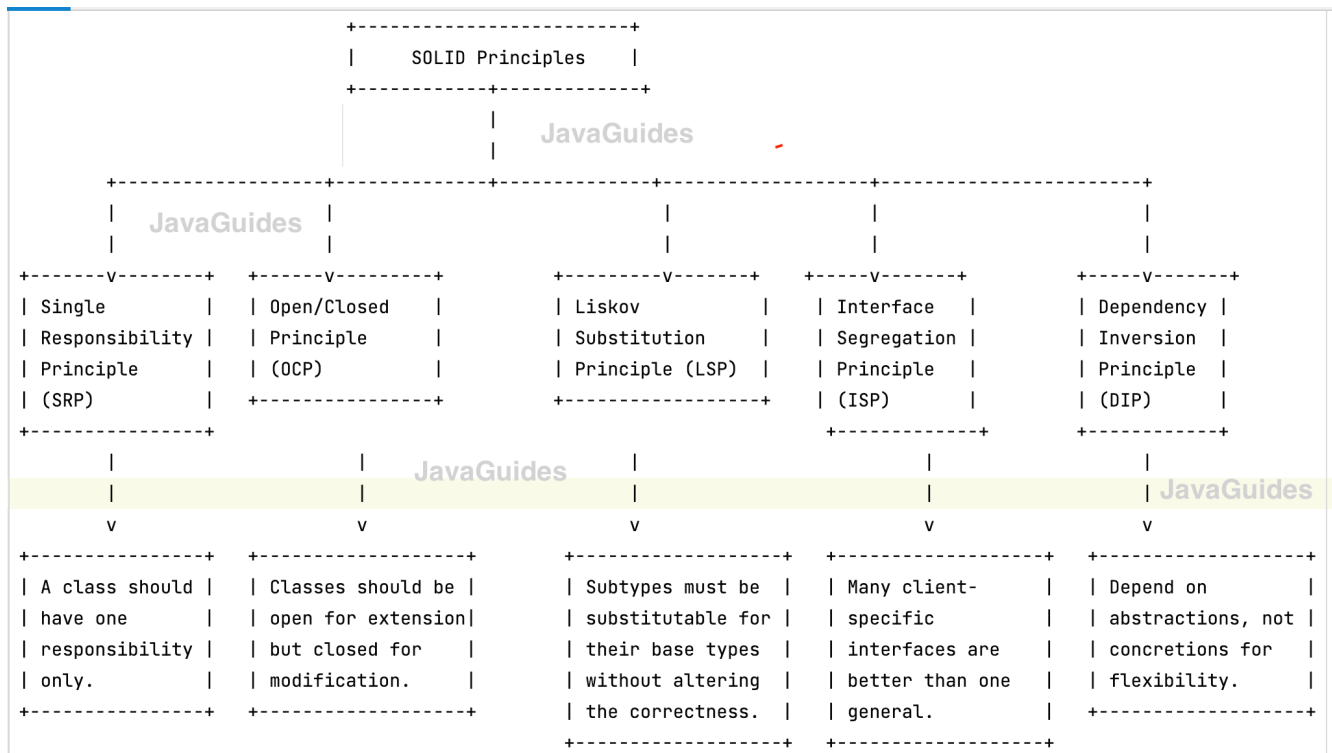 SOLID Principles
JavaGuides
JavaGuides
Single
Responsibility
Principle
(SRP)
Open/Closed
Principle
(OCP)
Liskov
Substitution
Principle (LSP)
Interface
Segregation
Principle
(ISP)
Dependency
Inversion
Principle
(DIP)
JavaGuides
JavaGuides
v
v
v
v
v
A class should
have one
responsibility
only.
Classes should be
open for extension
but closed for
modification.
Subtypes must be
substitutable for
their base types
without altering
the correctness.
Many client-
specific
interfaces are
better than one
general.
Depend on
abstractions, not
concretions for
flexibility.